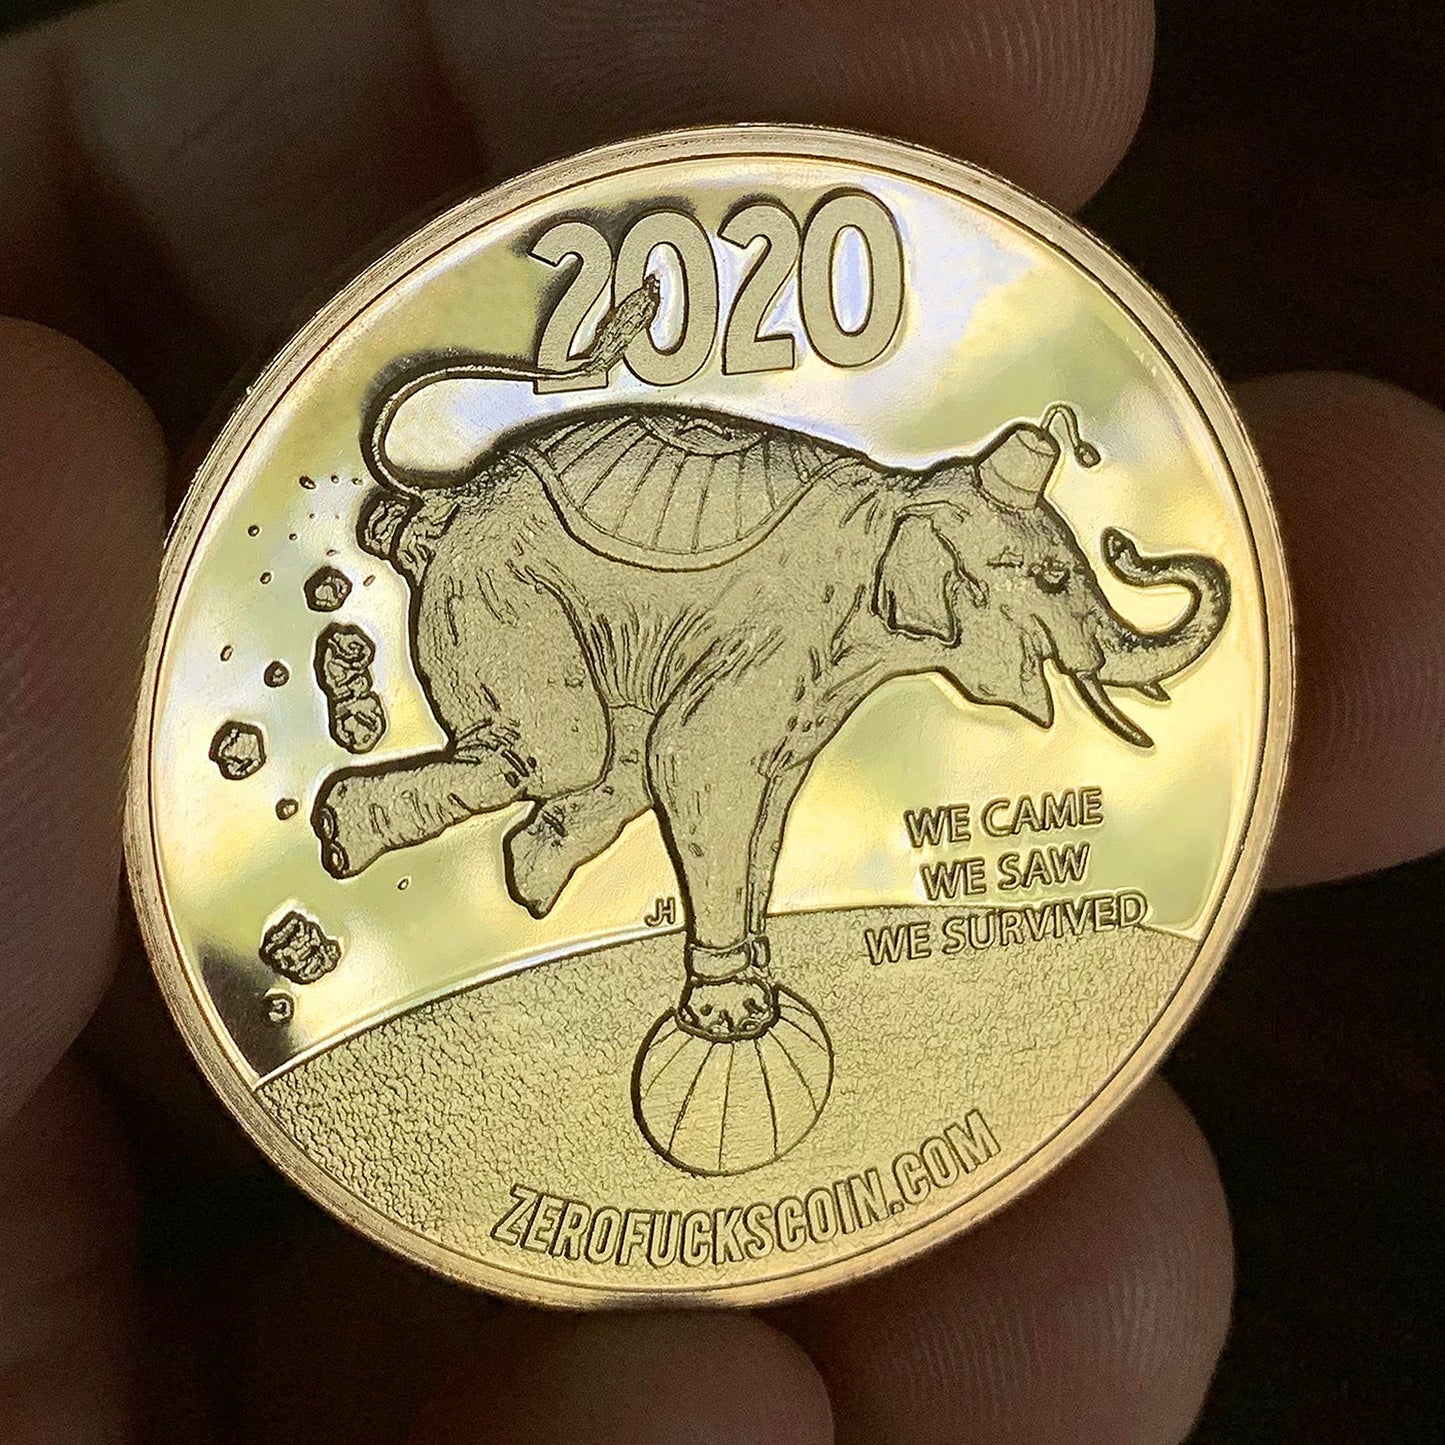 2020
WE CAME
WE SAW
WE SURVIVED
JH
ZEROFUCKSCOIN.COM